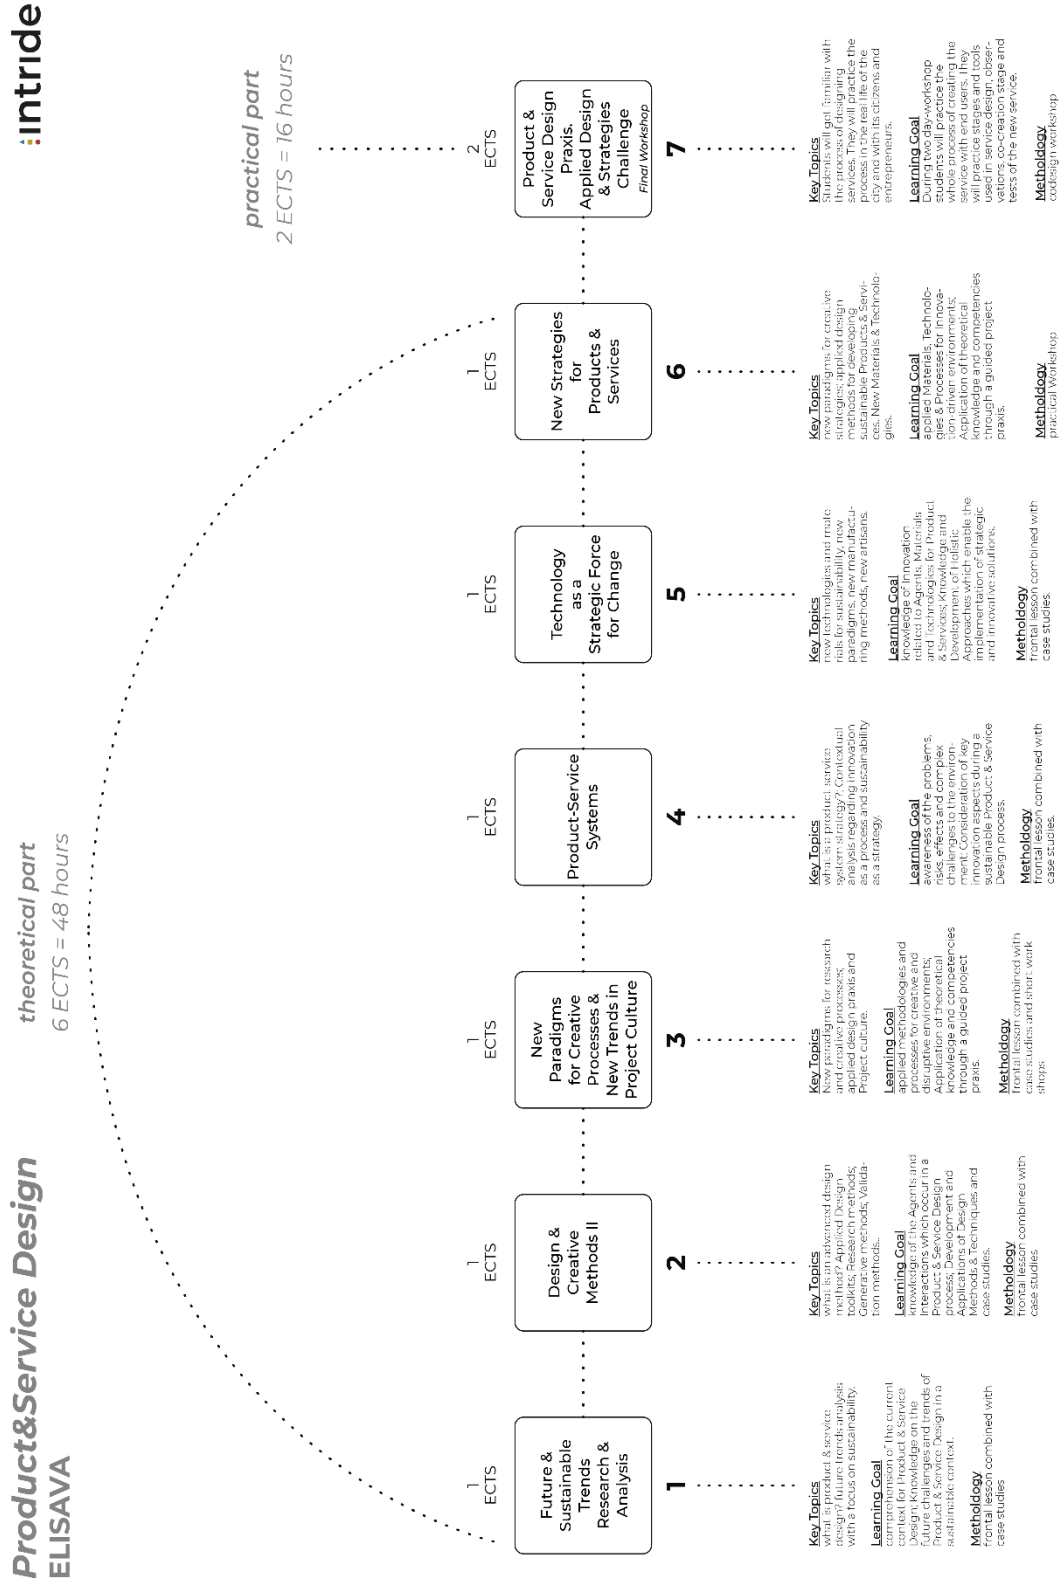 Product&Service Design
ELISAVA
intride
theoretical part
6 ECTS = 48 hours
practical part
2 ECTS = 16 hours
1
ECTS
Future &
Sustainable
Trends
Research &
Analysis
1
Key Topics
what is product & service
design? Future trends analysis
with a focus on sustainability.
Learning Goal
comprehension of the current
context for Product & Service
Design; Knowledge on the
future challenges and trends of
Product & Service Design in a
sustainable context.
Metholdogy
frontal lesson combined with
case studies
1
ECTS
Design &
Creative
Methods II
2
Key Topics
what is an advanced design
method? Applied Design
toolkits; Research methods;
Generative methods; Valida-
tion methods..
Learning Goal
knowledge of the Agents and
Interactions which occur in a
Product & Service Design
process; Development and
Applications of Design
Methods & Techniques and
case studies.
Metholdogy
frontal lesson combined with
case studies
1
ECTS
New
Paradigms
for Creative
Processes &
New Trends in
Project Culture
3
Key Topics
New paradigms for research
and creative processes;
applied design praxis and
Project culture.
Learning Goal
applied methodologies and
processes for creative and
disruptive environments;
Application of theoretical
knowledge and competencies
through a guided project
praxis.
Metholdogy
frontal lesson combined with
case studies and short work
shops
1
ECTS
Product-Service
Systems
4
Key Topics
what is a product service
system strategy?; Contextual
analysis regarding innovation
as a process and sustainability
as a strategy.
Learning Goal
awareness of the problems,
risks, effects and complex
challenges to the environ-
ment; Consideration of key
innovation aspects during a
sustainable Product & Service
Design process.
Metholdogy
frontal lesson combined with
case studies.
1
ECTS
Technology
as a
Strategic Force
for Change
5
Key Topics
new technologies and mate
rials for sustainability, new
paradigms, new manufactu-
ring methods, new artisans.
Learning Goal
knowledge of Innovation
related to Agents, Materials
and Technologies for Product
& Services; Knowledge and
Development of Holistic
Approaches which enable the
implementation of strategic
and innovative solutions.
Metholdogy
frontal lesson combined with
case studies.
1
ECTS
New Strategies
for
Products &
Services
6
Key Topics
new paradigms for creative
strategies; applied design
methods for developing
sustainable Products & Servi-
ces. New Materials & Technolo-
gies.
Learning Goal
applied Materials, Technolo-
gies & Processes for innova-
tion-driven environments;
Application of theoretical
knowledge and competencies
through a guided project
praxis.
Metholdogy
practical Workshop
2
ECTS
Product &
Service Design
Praxis.
Applied Design
& Strategies
Challenge
Final Workshop
7
Key Topics
Students will get familiar with
the process of designing
services. They will practice the
process in the real life of the
city and with its citizens and
entrepreneurs.
Learning Goal
During two day-workshop
students will practice the
whole process of creating the
service with end users. They
will practice stages and tools
used in service design, obser-
vations, co-creation stage and
tests of the new service.
Metholdogy
codesign workshop